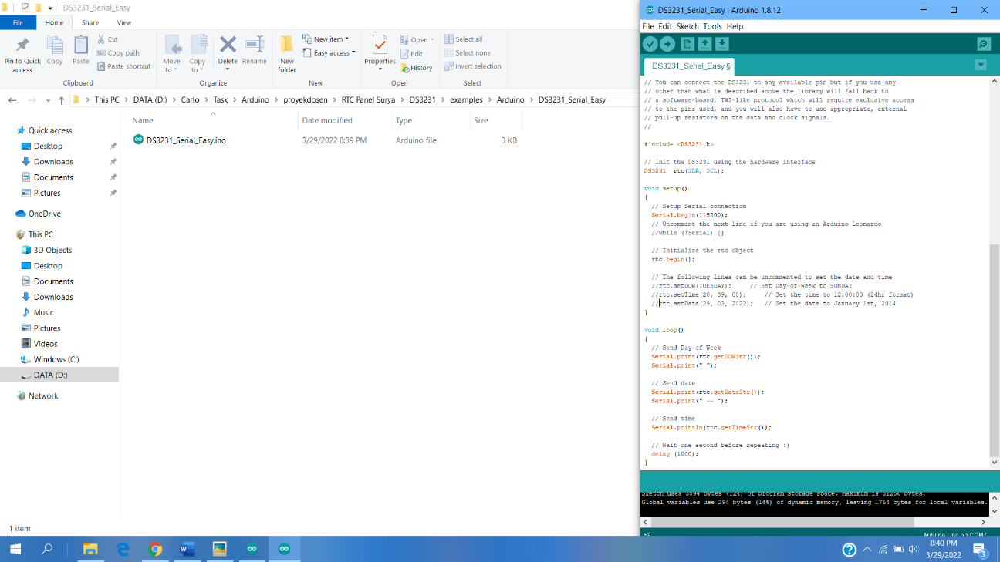 DS3231_Serial_Easy
File
Home
Share
View
Pin to Quick access
Copy
Paste
Cut
Copy path
Paste shortcut
Clipboard
Move to
Copy to
Delete
Rename
Organize
New folder
New item
Easy access
New
Properties
Open
Edit
History
Open
Select all
Select none
Invert selection
Select
This PC > DATA (D:) > Carlo > Task > Arduino > proyekdosen > RTC Panel Surya > DS3231 > examples > Arduino > DS3231_Serial_Easy
Quick access
Desktop
Downloads
Documents
Pictures
OneDrive
This PC
3D Objects
Desktop
Documents
Downloads
Music
Pictures
Videos
Windows (C:)
DATA (D:)
Network
Name
Date modified
Type
Size
DS3231_Serial_Easy.ino
3/29/2022 8:39 PM
Arduino file
3 KB
1 item
DS3231_Serial_Easy | Arduino 1.8.12
File Edit Sketch Tools Help
DS3231_Serial_Easy §
// You can connect the DS3231 to any available pin but if you use any
// other than what is described above the library will fall back to
// a software-based, TWI-like protocol which will require exclusive access
// to the pins used, and you will also have to use appropriate, external
// pull-up resistors on the data and clock signals.
//
#include <DS3231.h>
// Init the DS3231 using the hardware interface
DS3231  rtc(SDA, SCL);
void setup()
{
// Setup Serial connection
Serial.begin(115200);
// Uncomment the next line if you are using an Arduino Leonardo
//while (!Serial) {}
// Initialize the rtc object
rtc.begin();
// The following lines can be uncommented to set the date and time
//rtc.setDOW(TUESDAY);     // Set Day-of-Week to SUNDAY
//rtc.setTime(20, 39, 00);     // Set the time to 12:00:00 (24hr format)
//rtc.setDate(29, 03, 2022);   // Set the date to January 1st, 2014
}
void loop()
{
// Send Day-of-Week
Serial.print(rtc.getDOWStr());
Serial.print(" ");
// Send date
Serial.print(rtc.getDateStr());
Serial.print(" -- ");
// Send time
Serial.println(rtc.getTimeStr());
// Wait one second before repeating :)
delay (1000);
}
Sketch uses 3894 bytes (12%) of program storage space. Maximum is 32256 bytes.
Global variables use 294 bytes (14%) of dynamic memory, leaving 1754 bytes for local variables.
59
Arduino Uno on COM7
8:40 PM
3/29/2022
3